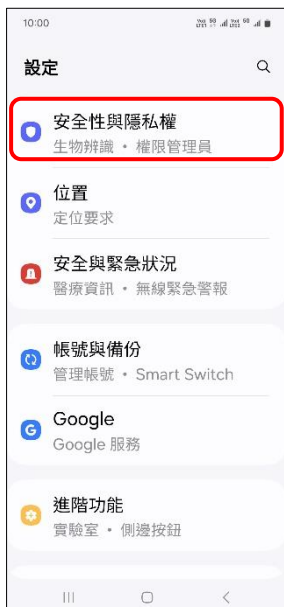 10:00
設定
安全性與隱私權
生物辨識 • 權限管理員
位置
定位要求
安全與緊急狀況
醫療資訊 • 無線緊急警報
帳號與備份
管理帳號 • Smart Switch
Google
Google 服務
進階功能
實驗室 • 側邊按鈕